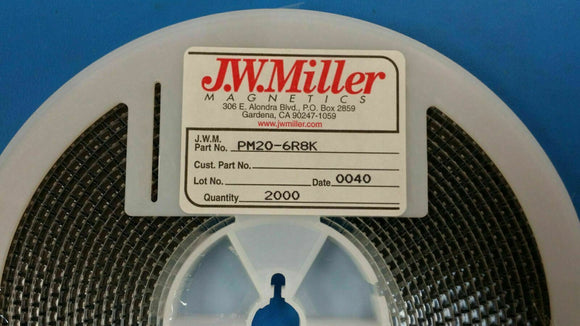 J.W.Miller
MAGNETICS
306 E. Alondra Blvd., P.O. Box 2859
Gardena, CA 90247-1059
www.jwmiller.com
J.W.M.
Part No. PM20-6R8K
Cust. Part No.
Lot No. Date 0040
Quantity 2000